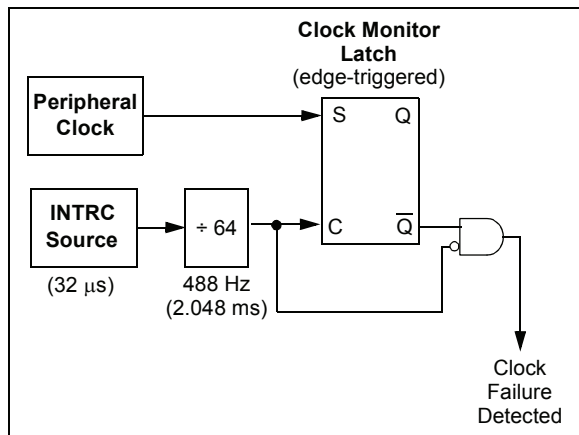 Clock Monitor
Latch
(edge-triggered)
Peripheral
Clock
S
Q
INTRC
Source
÷ 64
C
Q̅
(32 μs)
488 Hz
(2.048 ms)
Clock
Failure
Detected